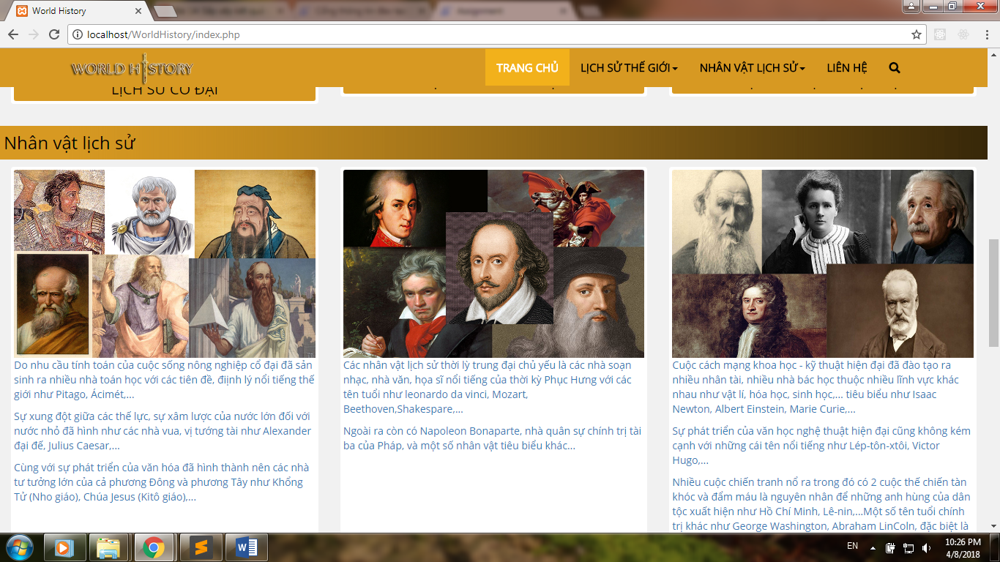 World History
Assignment
localhost/WorldHistory/index.php
WORLD HISTORY
TRANG CHỦ
LỊCH SỬ THẾ GIỚI
NHÂN VẬT LỊCH SỬ
LIÊN HỆ
LỊCH SỬ CỔ ĐẠI
Nhân vật lịch sử
Do nhu cầu tính toán của cuộc sống nông nghiệp cổ đại đã sản
sinh ra nhiều nhà toán học với các tiên đề, điịnh lý nổi tiếng thế
giới như Pitago, Ácimét,...
Sự xung đột giữa các thế lực, sự xâm lược của nước lớn đối với
nước nhỏ đã hình như các nhà vua, vị tướng tài như Alexander
đại đế, Julius Caesar,...
Cùng với sự phát triển của văn hóa đã hình thành nên các nhà
tư tưởng lớn của cả phương Đông và phương Tây như Khổng
Tử (Nho giáo), Chúa Jesus (Kitô giáo),...
Các nhân vật lịch sử thời lỳ trung đại chủ yếu là các nhà soạn
nhạc, nhà văn, họa sĩ nổi tiếng của thời kỳ Phục Hưng với các
tên tuổi như leonardo da vinci, Mozart,
Beethoven,Shakespare,...
Ngoài ra còn có Napoleon Bonaparte, nhà quân sự chính trị tài
ba của Pháp, và một số nhân vật tiêu biểu khác...
Cuộc cách mạng khoa học - kỹ thuật hiện đại đã đào tạo ra
nhiều nhân tài, nhiều nhà bác học thuộc nhiều lĩnh vực khác
nhau như vật lí, hóa học, sinh học,... tiêu biểu như Isaac
Newton, Albert Einstein, Marie Curie,...
Sự phát triển của văn học nghệ thuật hiện đại cũng không kém
cạnh với những cái tên nổi tiếng như Lép-tôn-xtôi, Victor
Hugo,...
Nhiều cuộc chiến tranh nổ ra trong đó có 2 cuộc thế chiến tàn
khóc và đẩm máu là nguyên nhân để những anh hùng của dân
tộc xuất hiện như Hồ Chí Minh, Lê-nin,...Một số tên tuổi chính
trị khác như George Washington, Abraham LinColn, đặc biệt là
EN
10:26 PM
4/8/2018